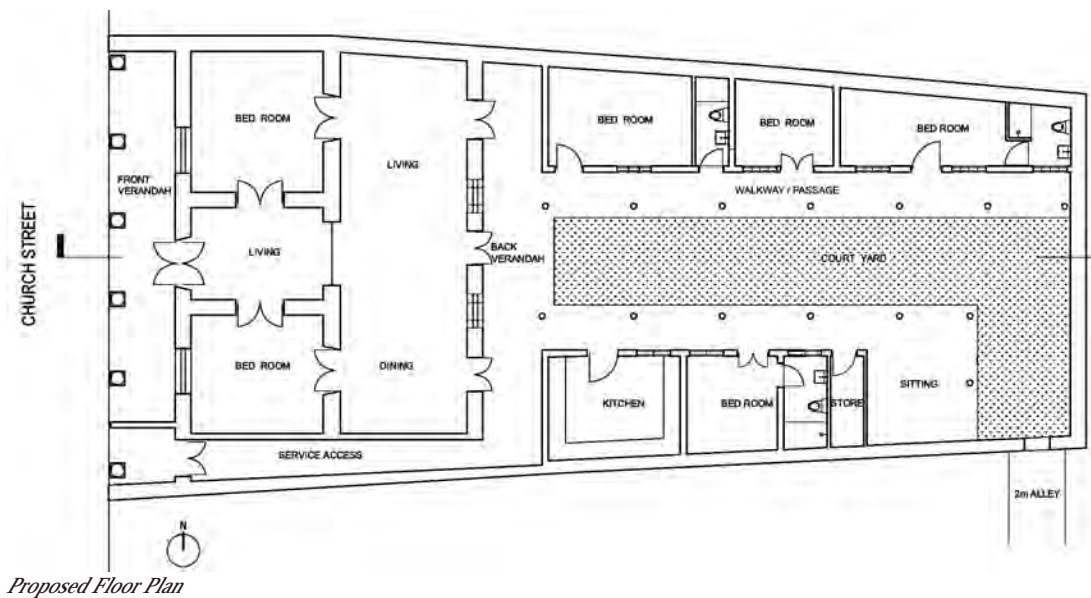 CHURCH STREET
FRONT
VERANDAH
BED ROOM
LIVING
BED ROOM
LIVING
DINING
SERVICE ACCESS
BACK
VERANDAH
BED ROOM
BED ROOM
BED ROOM
WALKWAY / PASSAGE
COURT YARD
KITCHEN
BED ROOM
STORE
SITTING
2m ALLEY
N
Proposed Floor Plan